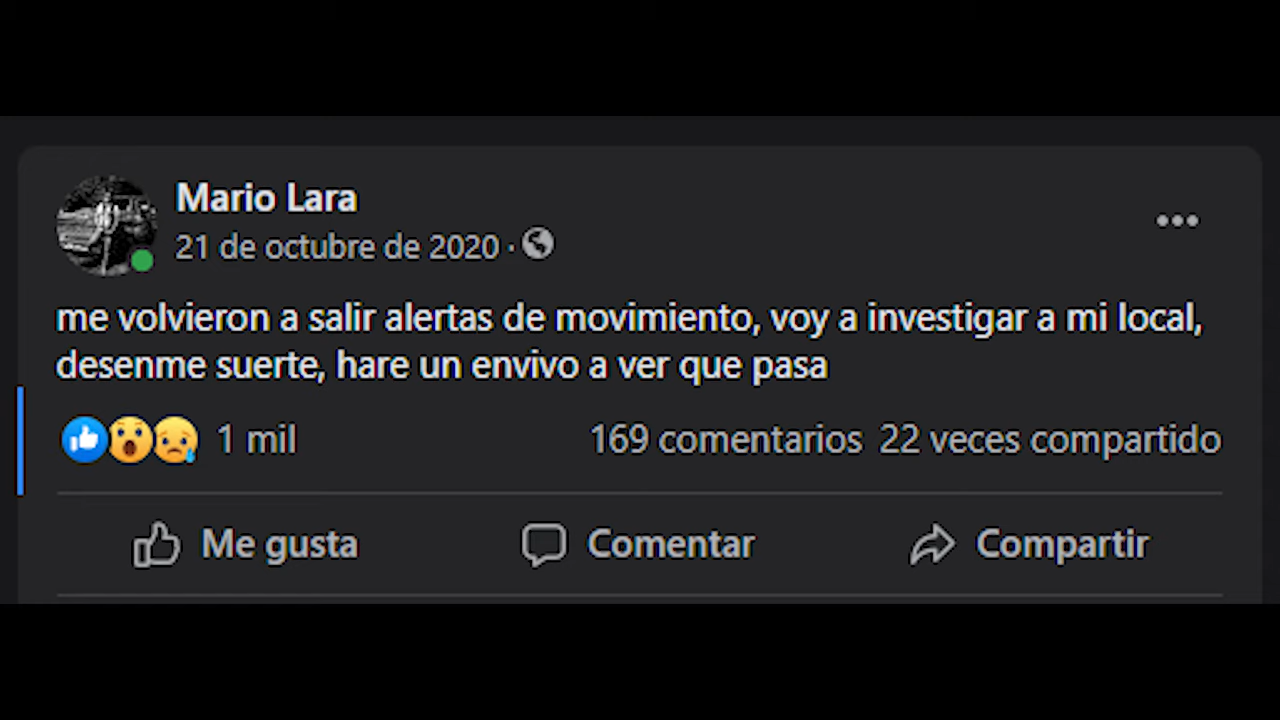 Mario Lara
21 de octubre de 2020 ·
me volvieron a salir alertas de movimiento, voy a investigar a mi local,
desenme suerte, hare un envivo a ver que pasa
1 mil 169 comentarios 22 veces compartido
Me gusta Comentar Compartir